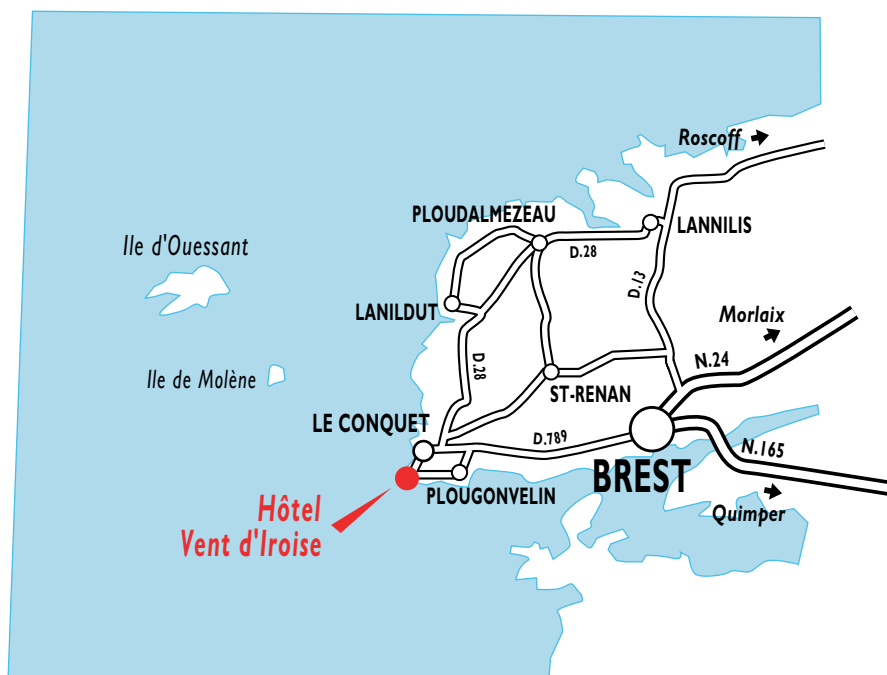 Roscoff
PLOUDALMEZEAU
LANNILIS
Ile d'Ouessant
D.28
D.13
LANILDUT
Morlaix
N.24
Ile de Molène
D.28
ST-RENAN
LE CONQUET
D.789
N.165
BREST
PLOUGONVELIN
Quimper
Hôtel
Vent d'Iroise